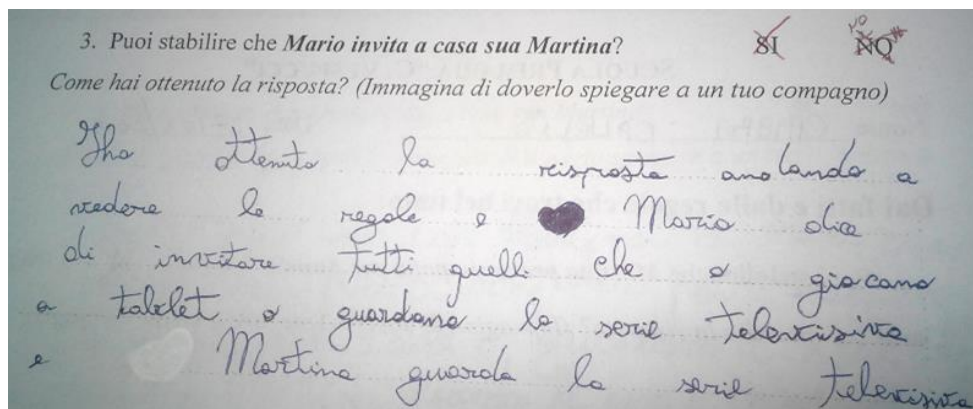 3. Puoi stabilire che Mario invita a casa sua Martina? SI NO NO
Come hai ottenuto la risposta? (Immagina di doverlo spiegare a un tuo compagno)
Iho ottenuto la risposta andando a
vedere le regole e Mario dice
di invitare tutti quelli che o giocano
a tablet o guardano la serie televisiva
e Martina guarda la serie televisiva